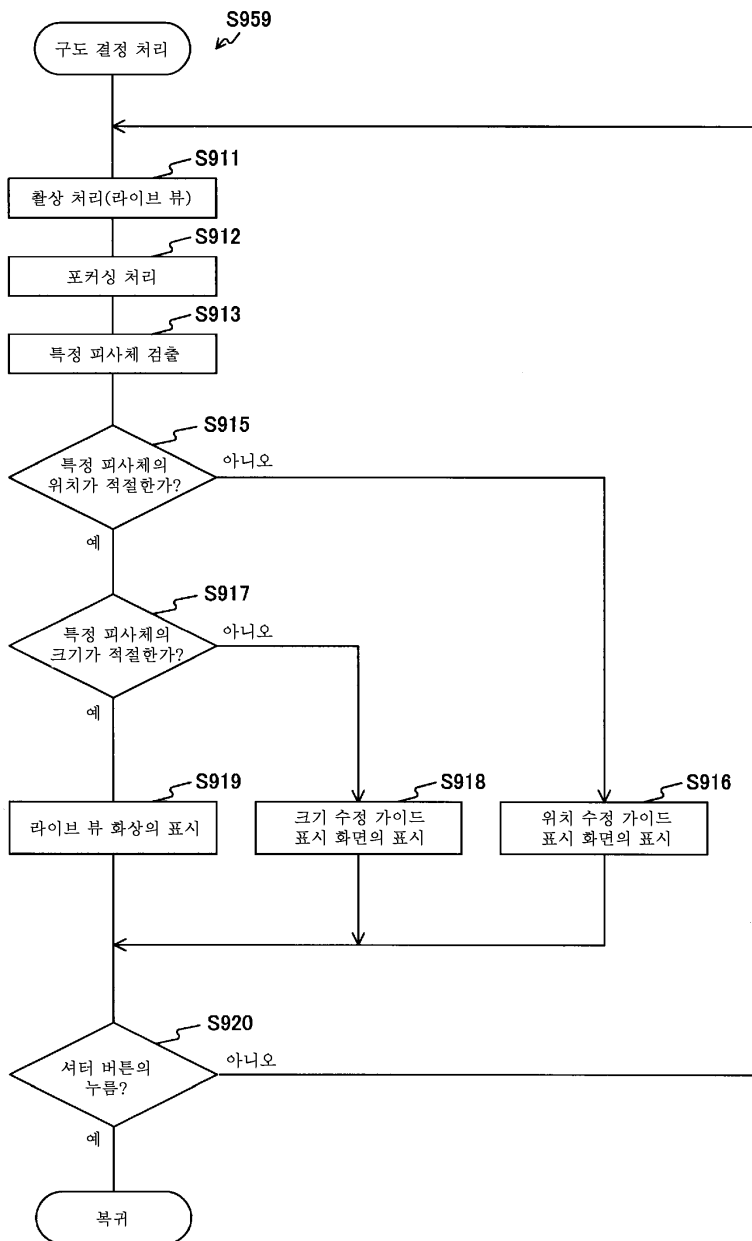 구도 결정 처리
S959
S911
촬상 처리(라이브 뷰)
S912
포커싱 처리
S913
특정 피사체 검출
S915
특정 피사체의
위치가 적절한가?
아니오
예
S917
특정 피사체의
크기가 적절한가?
아니오
예
S919
라이브 뷰 화상의 표시
S918
크기 수정 가이드
표시 화면의 표시
S916
위치 수정 가이드
표시 화면의 표시
S920
셔터 버튼의
누름?
아니오
예
복귀